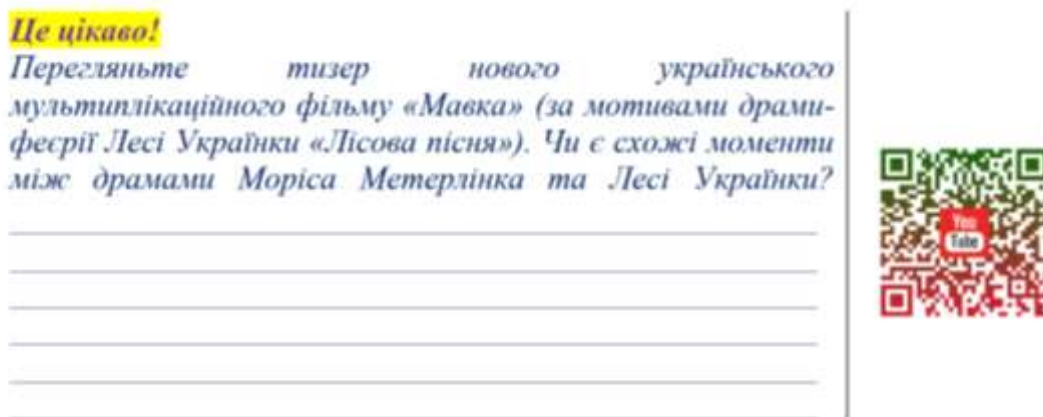 Це цікаво!
Перегляньте тизер нового українського
мультиплікаційного фільму «Мавка» (за мотивами драми-
феєрії Лесі Українки «Лісова пісня»). Чи є схожі моменти
між драмами Моріса Метерлінка та Лесі Українки?
You
Tube